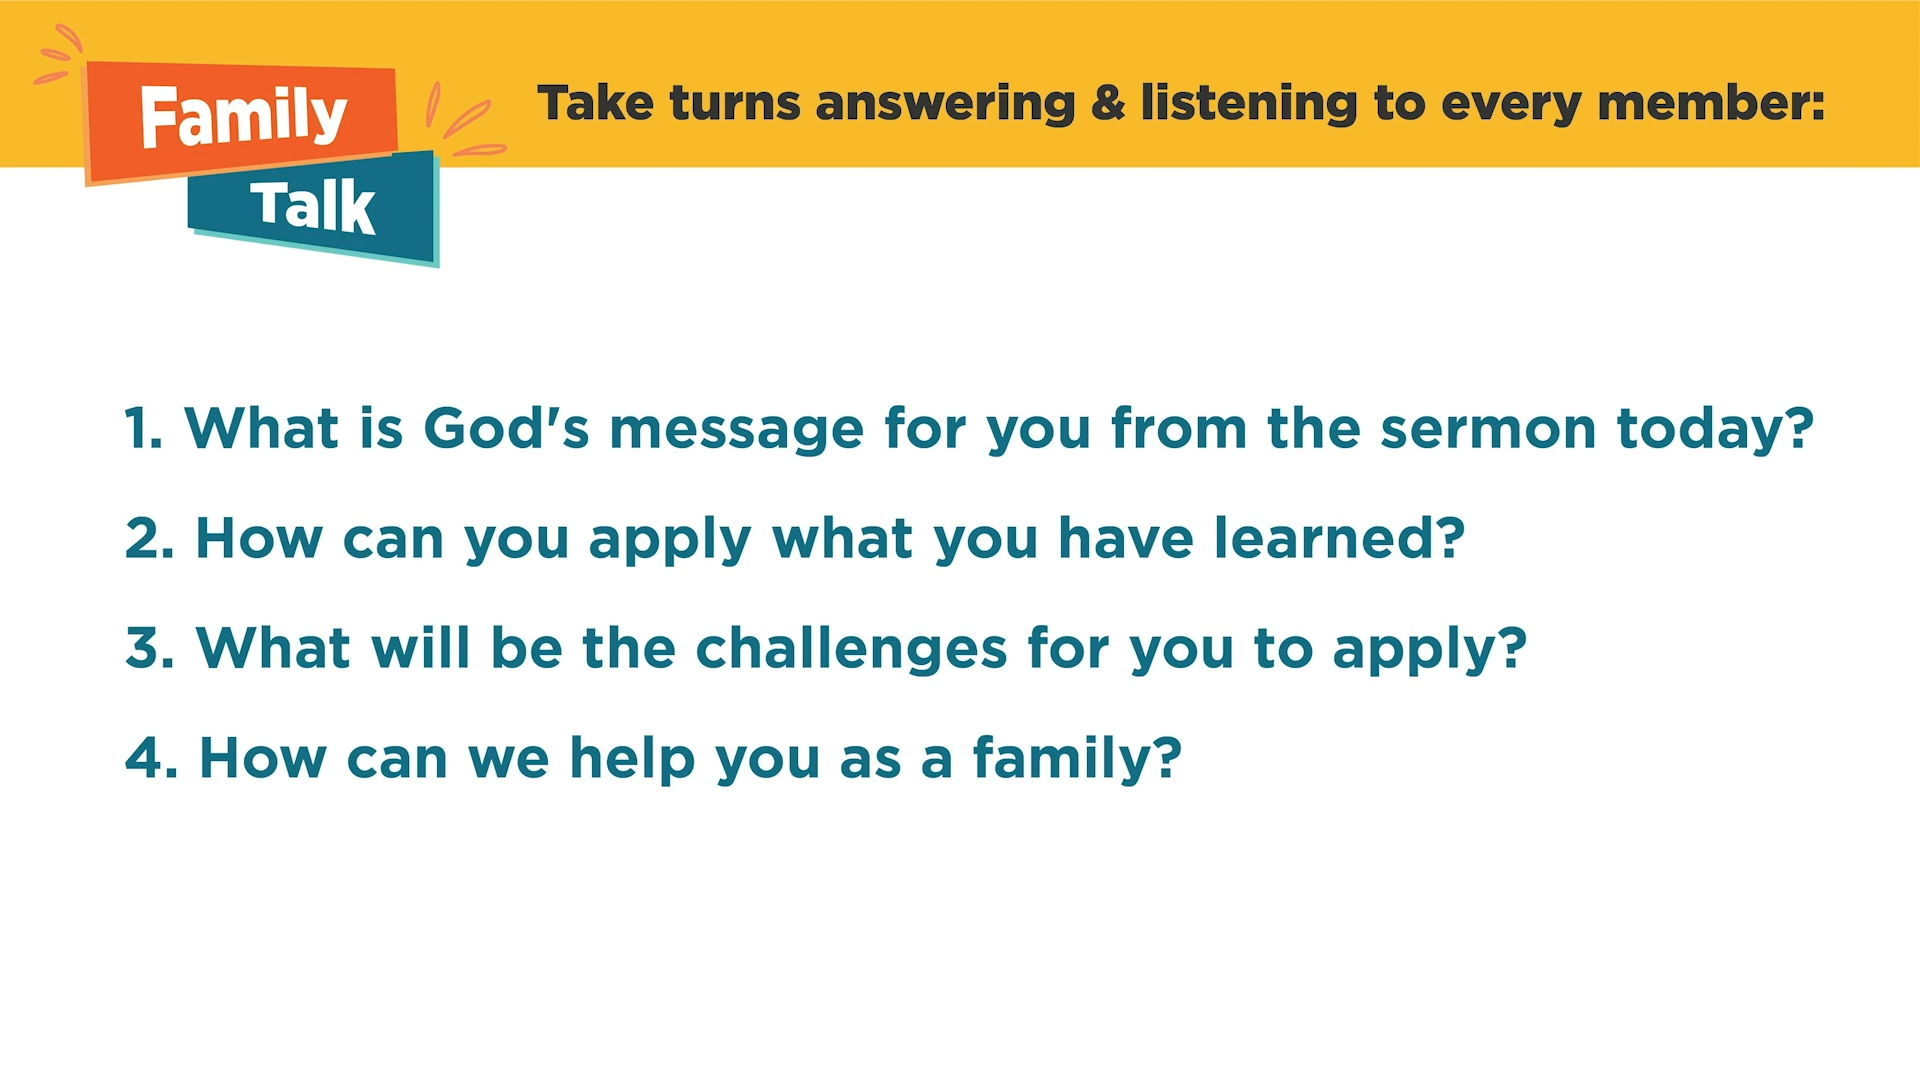 Family
Talk
Take turns answering & listening to every member:
1. What is God's message for you from the sermon today?
2. How can you apply what you have learned?
3. What will be the challenges for you to apply?
4. How can we help you as a family?